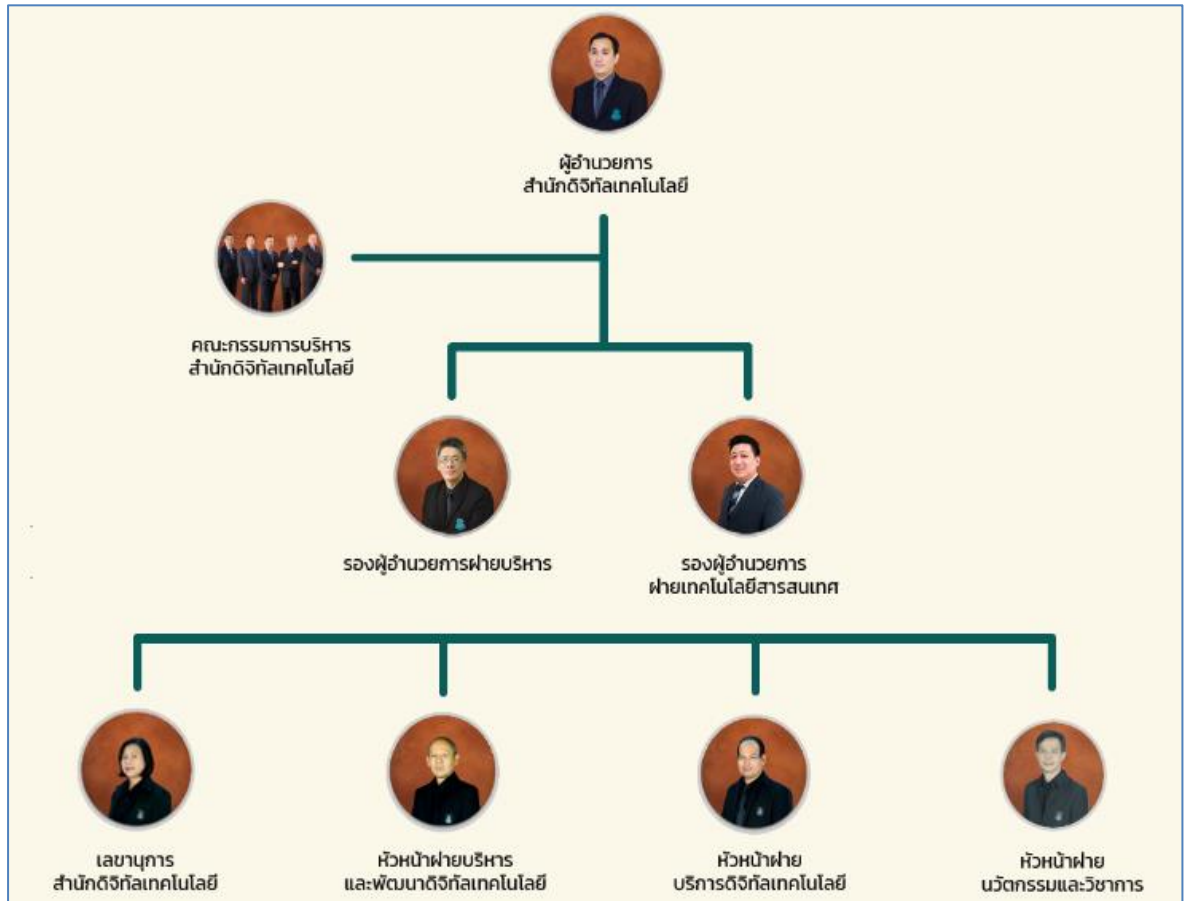 ผู้อำนวยการ
สำนักดิจิทัลเทคโนโลยี
คณะกรรมการบริหาร
สำนักดิจิทัลเทคโนโลยี
รองผู้อำนวยการฝ่ายบริหาร
รองผู้อำนวยการ
ฝ่ายเทคโนโลยีสารสนเทศ
เลขานุการ
สำนักดิจิทัลเทคโนโลยี
หัวหน้าฝ่ายบริหาร
และพัฒนาดิจิทัลเทคโนโลยี
หัวหน้าฝ่าย
บริการดิจิทัลเทคโนโลยี
หัวหน้าฝ่าย
นวัตกรรมและวิชาการ